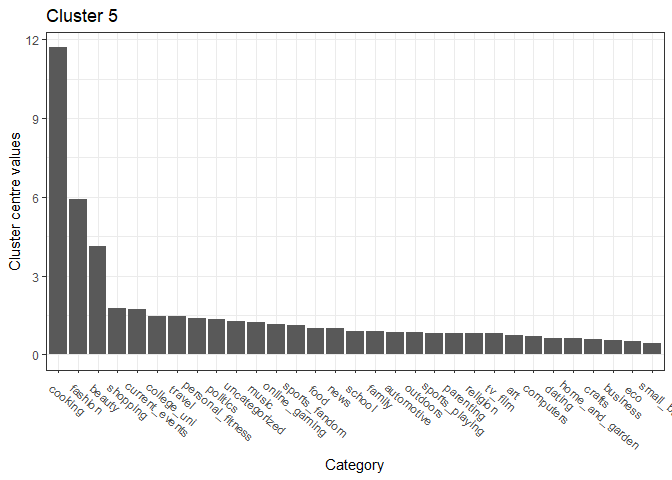 Cluster 5
12
9
6
3
0
Cluster centre values
cooking
fashion
beauty
shopping
current_events
college_uni
travel
personal_fitness
politics
uncategorized
music
online_gaming
sports_fandom
food
news
school
family
automotive
outdoors
sports_playing
parenting
religion
tv_film
art
computers
dating
home_and_garden
crafts
business
eco
small_b
Category